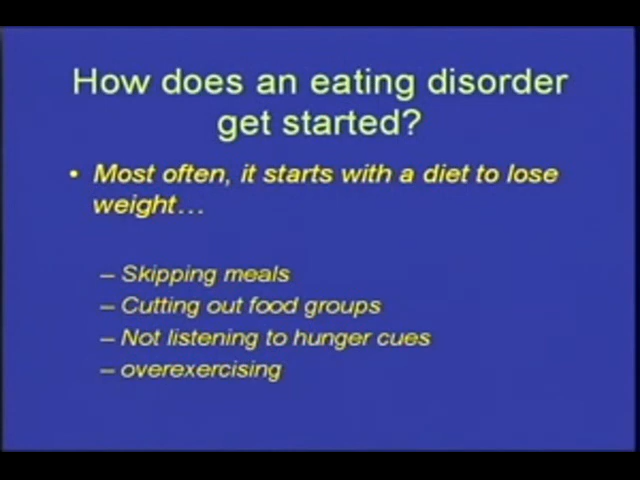 How does an eating disorder
get started?
• Most often, it starts with a diet to lose
weight…
– Skipping meals
– Cutting out food groups
– Not listening to hunger cues
– overexercising